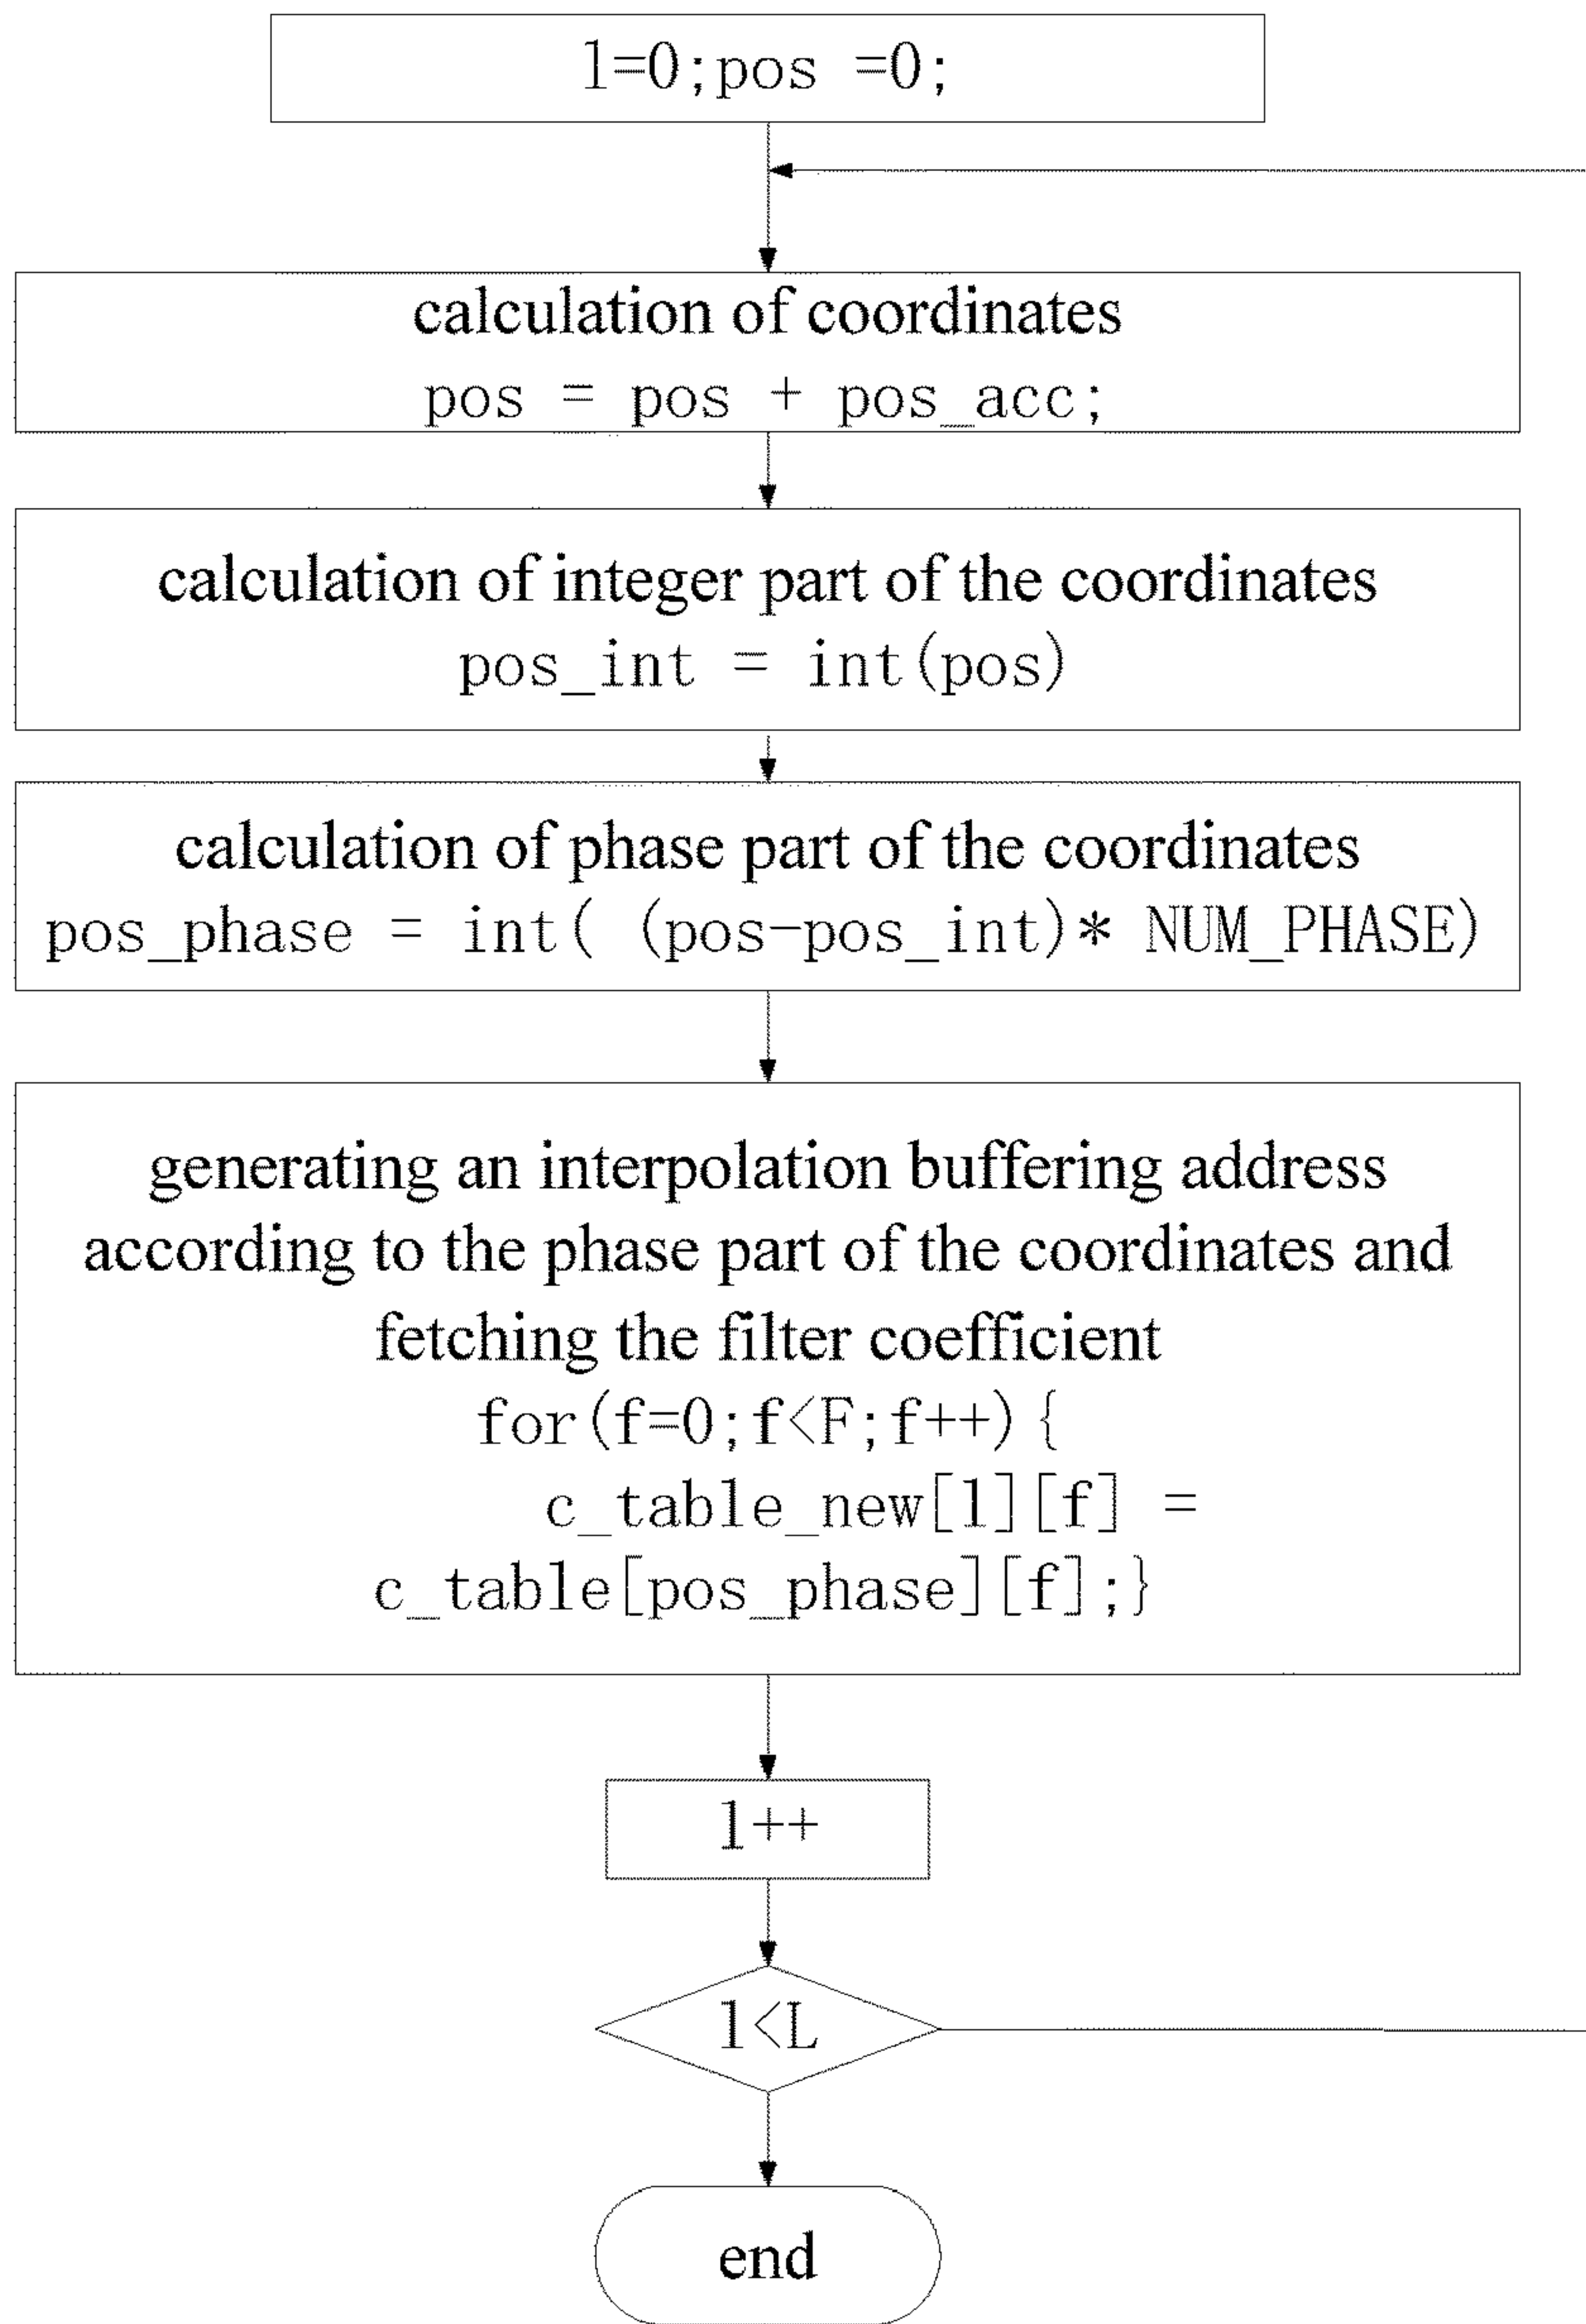 l=0;pos =0;
calculation of coordinates
pos = pos + pos_acc;
calculation of integer part of the coordinates
pos_int = int(pos)
calculation of phase part of the coordinates
pos_phase = int( (pos-pos_int)* NUM_PHASE)
generating an interpolation buffering address
according to the phase part of the coordinates and
fetching the filter coefficient
for(f=0;f<F;f++){
c_table_new[l][f] =
c_table[pos_phase][f];}
l++
l<L
end